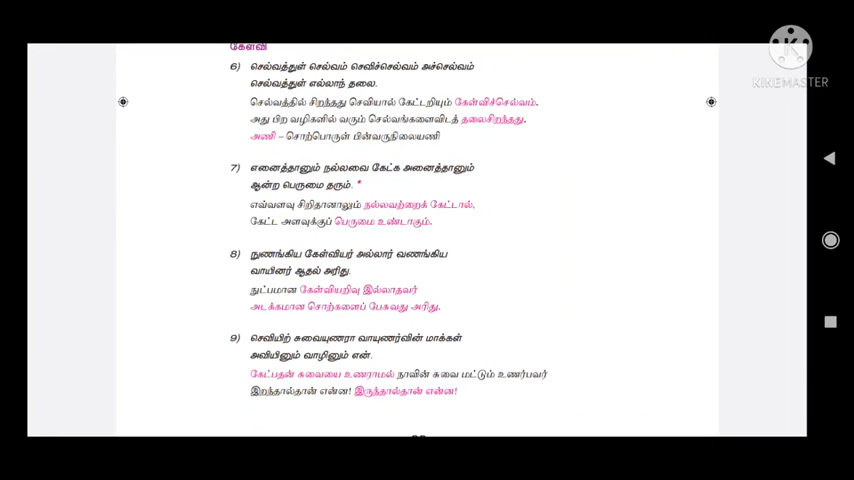 கேள்வி
6) செல்வத்துள் செல்வம் செவிச்செல்வம் அச்செல்வம்
செல்வத்துள் எல்லாந் தலை.
செல்வத்தில் சிறந்தது செவியால் கேட்டறியும் கேள்விச்செல்வம்.
அது பிற வழிகளில் வரும் செல்வங்களைவிடத் தலைசிறந்தது.
அணி – சொற்பொருள் பின்வருநிலையணி
7) எனைத்தானும் நல்லவை கேட்க அனைத்தானும்
ஆன்ற பெருமை தரும். *
எவ்வளவு சிறிதானாலும் நல்லவற்றைக் கேட்டால்,
கேட்ட அளவுக்குப் பெருமை உண்டாகும்.
8) நுணங்கிய கேள்வியர் அல்லார் வணங்கிய
வாயினர் ஆதல் அரிது.
நுட்பமான கேள்வியறிவு இல்லாதவர்
அடக்கமான சொற்களைப் பேசுவது அரிது.
9) செவியிற் சுவையுணரா வாயுணர்வின் மாக்கள்
அவியினும் வாழினும் என்.
கேட்பதன் சுவையை உணராமல் நாவின் சுவை மட்டும் உணர்பவர்
இறந்தால்தான் என்ன! இருந்தால்தான் என்ன!
KINEMASTER